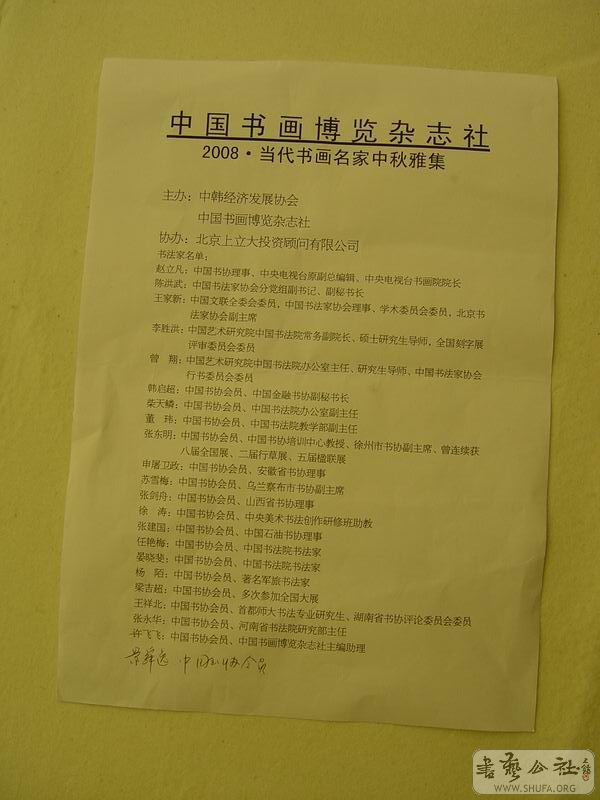 中国书画博览杂志社
2008·当代书画名家中秋雅集
主办：中韩经济发展协会
中国书画博览杂志社
协办：北京上立大投资顾问有限公司
书法家名单：
赵立凡：中国书协理事、中央电视台原副总编辑、中央电视台书画院院长
陈洪武：中国书法家协会分党组副书记、副秘书长
王家新：中国文联全委会委员，中国书法家协会理事、学术委员会委员，北京书
法家协会副主席
李胜洪：中国艺术研究院中国书法院常务副院长、硕士研究生导师，全国刻字展
评审委员会委员
曾　翔：中国艺术研究院中国书法院办公室主任、研究生导师、中国书法家协会
行书委员会委员
韩启超：中国书协会员、中国金融书协副秘书长
柴天鳞：中国书协会员、中国书法院办公室副主任
董　玮：中国书协会员、中国书法院教学部副主任
张东明：中国书协会员、中国书协培训中心教授、徐州市书协副主席、曾连续获
八届全国展、二届行草展、五届楹联展
申屠卫政：中国书协会员、安徽省书协理事
苏雪梅：中国书协会员、乌兰察布市书协副主席
张剑舟：中国书协会员、山西省书协理事
徐　涛：中国书协会员、中央美术书法创作研修班助教
张建国：中国书协会员、中国石油书协理事
任艳梅：中国书协会员、中国书法院书法家
晏晓斐：中国书协会员、中国书法院书法家
杨　陌：中国书协会员、著名军旅书法家
梁吉超：中国书协会员、多次参加全国大展
王祥北：中国书协会员、首都师大书法专业研究生、湖南省书协评论委员会委员
张永华：中国书协会员、河南省书法院研究部主任
许飞飞：中国书协会员、中国书画博览杂志社主编助理
中国书协会员
書藝公社
WWW.SHUFA.ORG